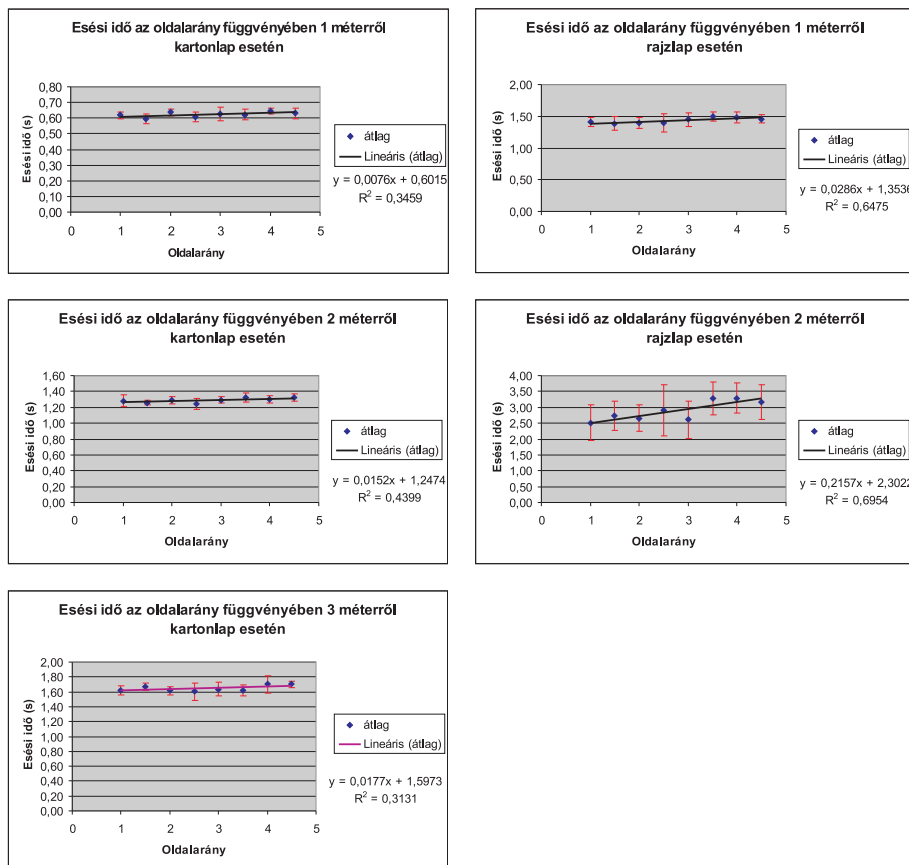 Esési idő az oldalarány függvényében 1 méterről
kartonlap esetén
Esési idő (s)
0,80
0,70
0,60
0,50
0,40
0,30
0,20
0,10
0,00
0 1 2 3 4 5
Oldalarány
átlag
Lineáris (átlag)
y = 0,0076x + 0,6015
R² = 0,3459
Esési idő az oldalarány függvényében 1 méterről
rajzlap esetén
Esési idő (s)
2,00
1,50
1,00
0,50
0,00
0 1 2 3 4 5
Oldalarány
átlag
Lineáris (átlag)
y = 0,0286x + 1,3536
R² = 0,6475
Esési idő az oldalarány függvényében 2 méterről
kartonlap esetén
Esési idő (s)
1,60
1,40
1,20
1,00
0,80
0,60
0,40
0,20
0,00
0 1 2 3 4 5
Oldalarány
átlag
Lineáris (átlag)
y = 0,0152x + 1,2474
R² = 0,4399
Esési idő az oldalarány függvényében 2 méterről
rajzlap esetén
Esési idő (s)
4,00
3,50
3,00
2,50
2,00
1,50
1,00
0,50
0,00
0 1 2 3 4 5
Oldalarány
átlag
Lineáris (átlag)
y = 0,2157x + 2,3022
R² = 0,6954
Esési idő az oldalarány függvényében 3 méterről
kartonlap esetén
Esési idő (s)
2,00
1,80
1,60
1,40
1,20
1,00
0,80
0,60
0,40
0,20
0,00
0 1 2 3 4 5
Oldalarány
átlag
Lineáris (átlag)
y = 0,0177x + 1,5973
R² = 0,3131